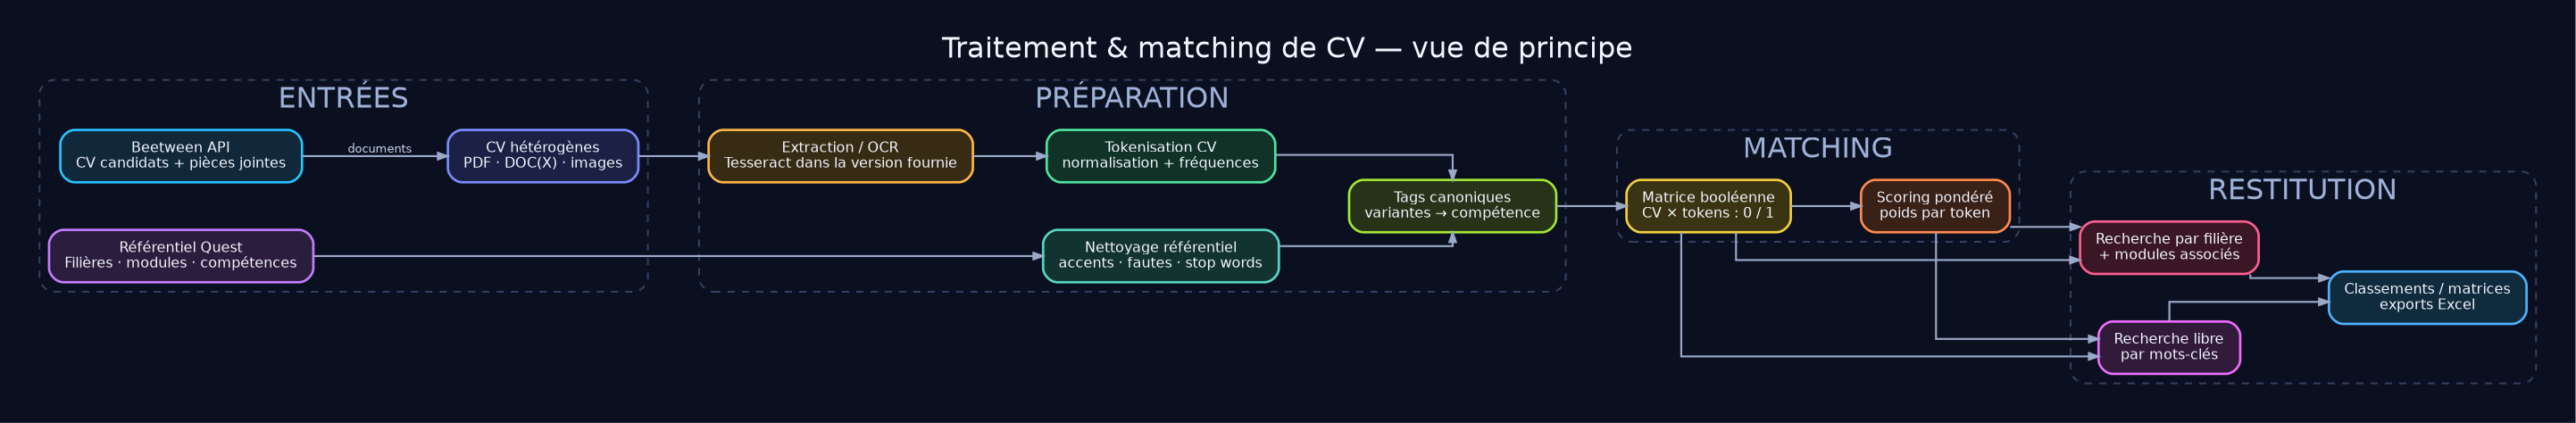 Traitement & matching de CV — vue de principe
ENTRÉES
Beetween API
CV candidats + pièces jointes
documents
CV hétérogènes
PDF · DOC(X) · images
Référentiel Quest
Filières · modules · compétences
PRÉPARATION
Extraction / OCR
Tesseract dans la version fournie
Tokenisation CV
normalisation + fréquences
Tags canoniques
variantes → compétence
Nettoyage référentiel
accents · fautes · stop words
MATCHING
Matrice booléenne
CV × tokens : 0 / 1
Scoring pondéré
poids par token
RESTITUTION
Recherche par filière
+ modules associés
Classements / matrices
exports Excel
Recherche libre
par mots-clés